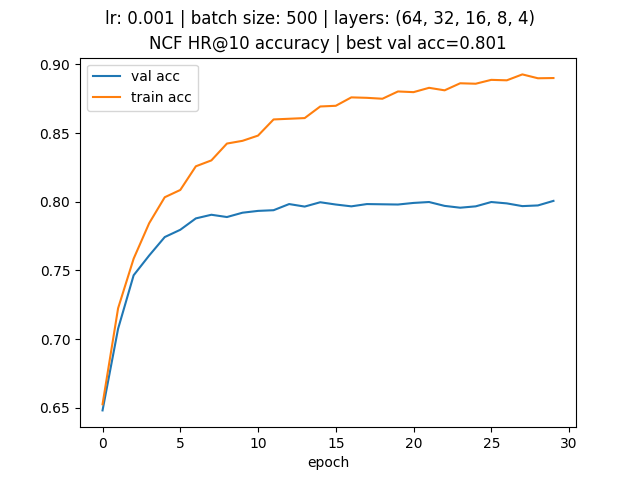 lr: 0.001 | batch size: 500 | layers: (64, 32, 16, 8, 4)
NCF HR@10 accuracy | best val acc=0.801
val acc
train acc
0.90
0.85
0.80
0.75
0.70
0.65
0 5 10 15 20 25 30
epoch